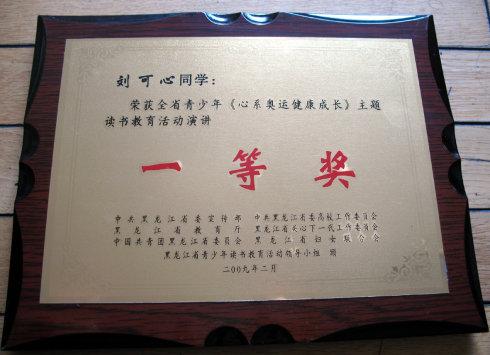 刘可心同学：
荣获全省青少年《心系奥运健康成长》主题
读书教育活动演讲
一等奖
中共黑龙江省委宣传部 中共黑龙江省委高校工作委员会
黑龙江省教育厅 黑龙江省关心下一代工作委员会
中国共青团黑龙江省委员会 黑龙江省妇女联合会
黑龙江省青少年读书教育活动领导小组 颁
二00九年二月